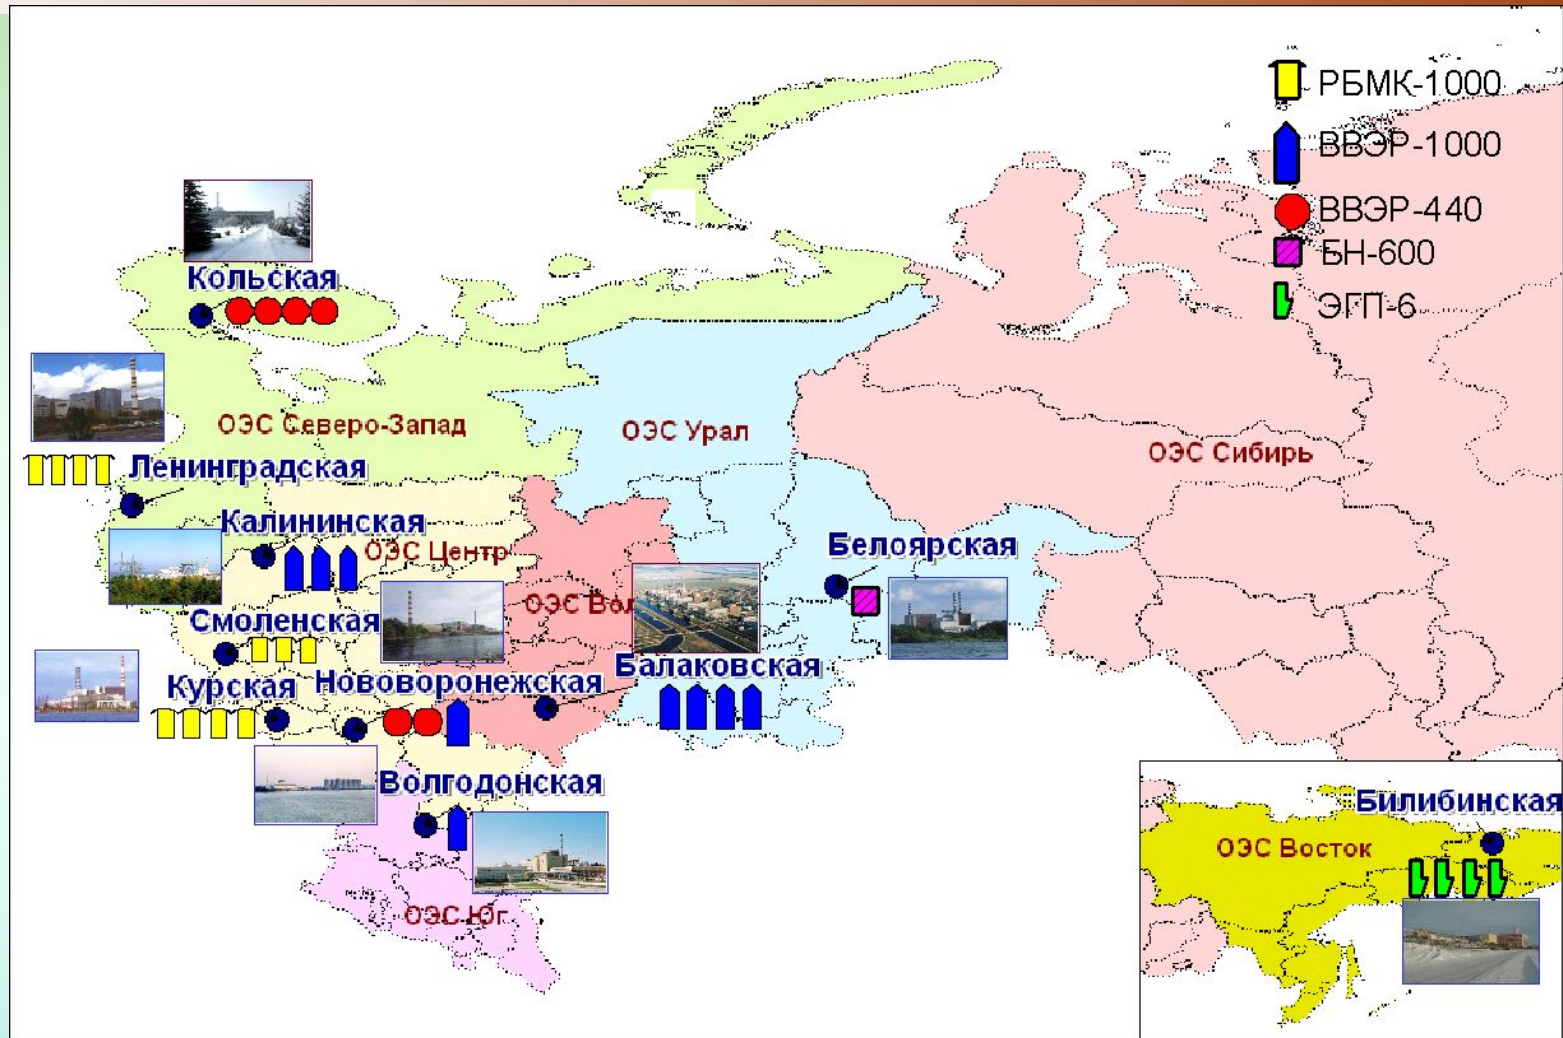 РБМК-1000
ВВЭР-1000
ВВЭР-440
БН-600
ЭГП-6
Кольская
ОЭС Северо-Запад
ОЭС Урал
ОЭС Сибирь
Ленинградская
Калининская
ОЭС Центр
Белоярская
ОЭС Вол
Смоленская
Балаковская
Курская
Нововоронежская
Волгодонская
Билибинская
ОЭС Восток
ОЭС Юг